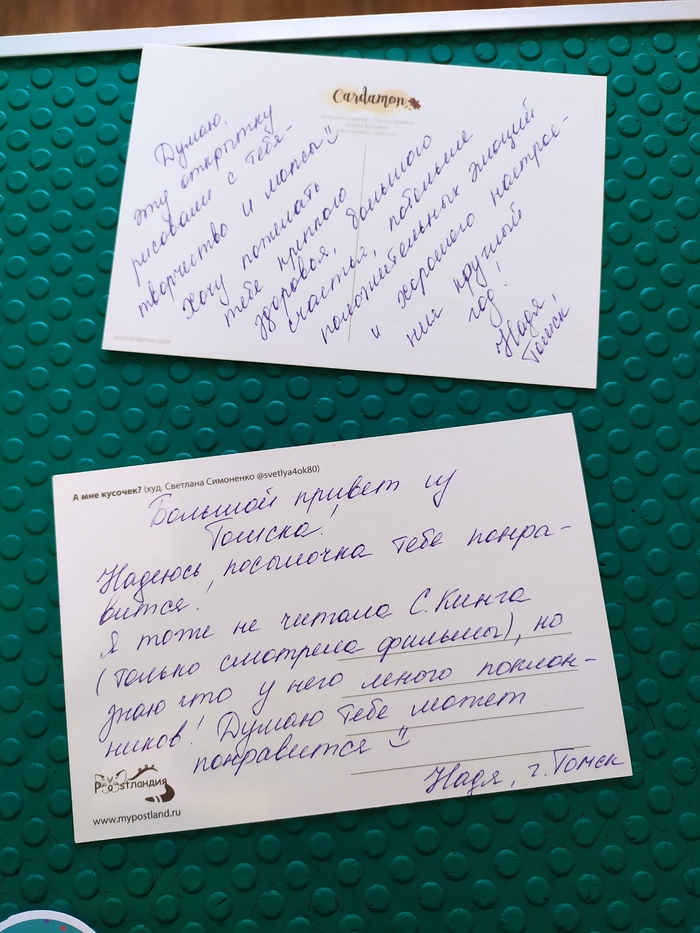 Cardamon
Думаю,
эту открытку
рисовали с тебя -
творчество и мопсы
Хочу пожелать
тебе крепкого
здоровья, большого
счастья, побольше
положительных эмоций
и хорошего настрое-
ния круглый
год!
Надя,
Томск
postcardamon.com
А мне кусочек? (худ. Светлана Симоненко @svetlya4ok80)
Большой привет из
Томска!
Надеюсь, посылочка тебе понра-
вится!
Я тоже не читала С. Кинга
(только смотрела фильмы), но
знаю что у него много поклон-
ников! Думаю тебе может
понравится
Надя, г. Томск
Postландия
www.mypostland.ru